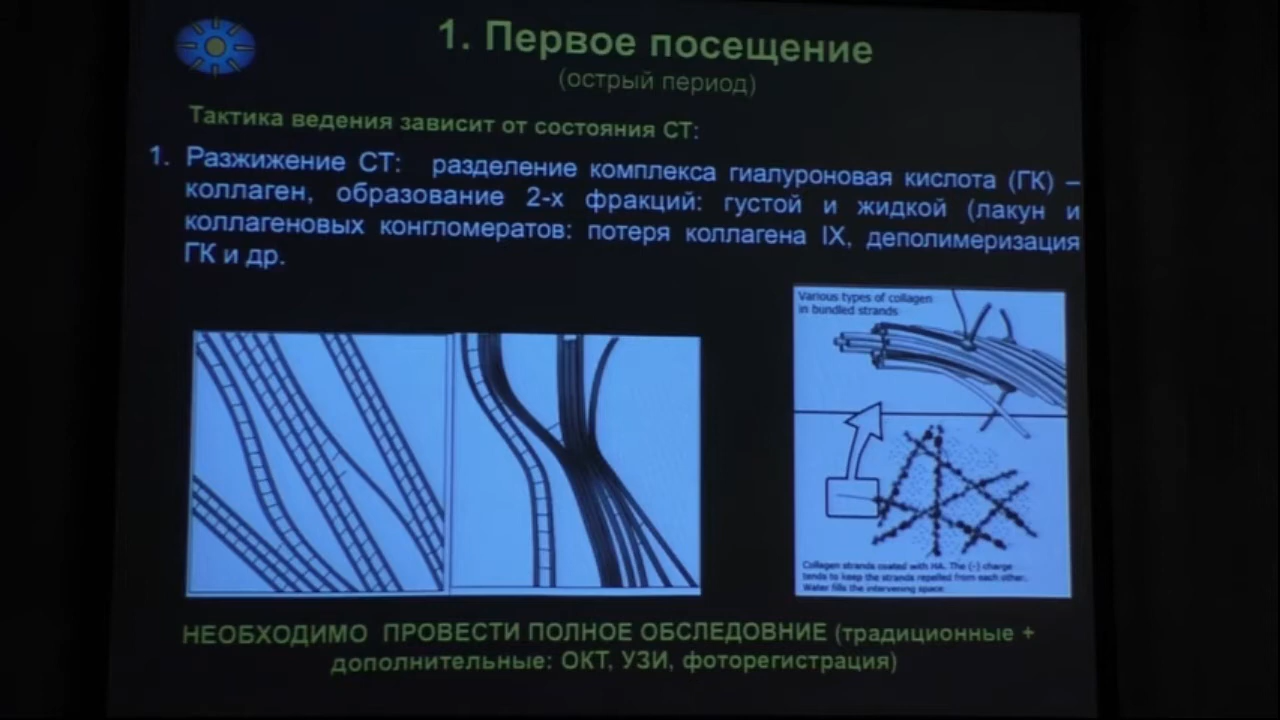 1. Первое посещение
(острый период)
Тактика ведения зависит от состояния СТ:
1. Разжижение СТ: разделение комплекса гиалуроновая кислота (ГК) –
коллаген, образование 2-х фракций: густой и жидкой (лакун и
коллагеновых конгломератов: потеря коллагена IX, деполимеризация
ГК и др.
Various types of collagen
in bundled strands
Collagen strands coated with HA. The (-) charge
tends to keep the strands repelled from each other.
Water fills the intervening space.
НЕОБХОДИМО ПРОВЕСТИ ПОЛНОЕ ОБСЛЕДОВНИЕ (традиционные +
дополнительные: ОКТ, УЗИ, фоторегистрация)